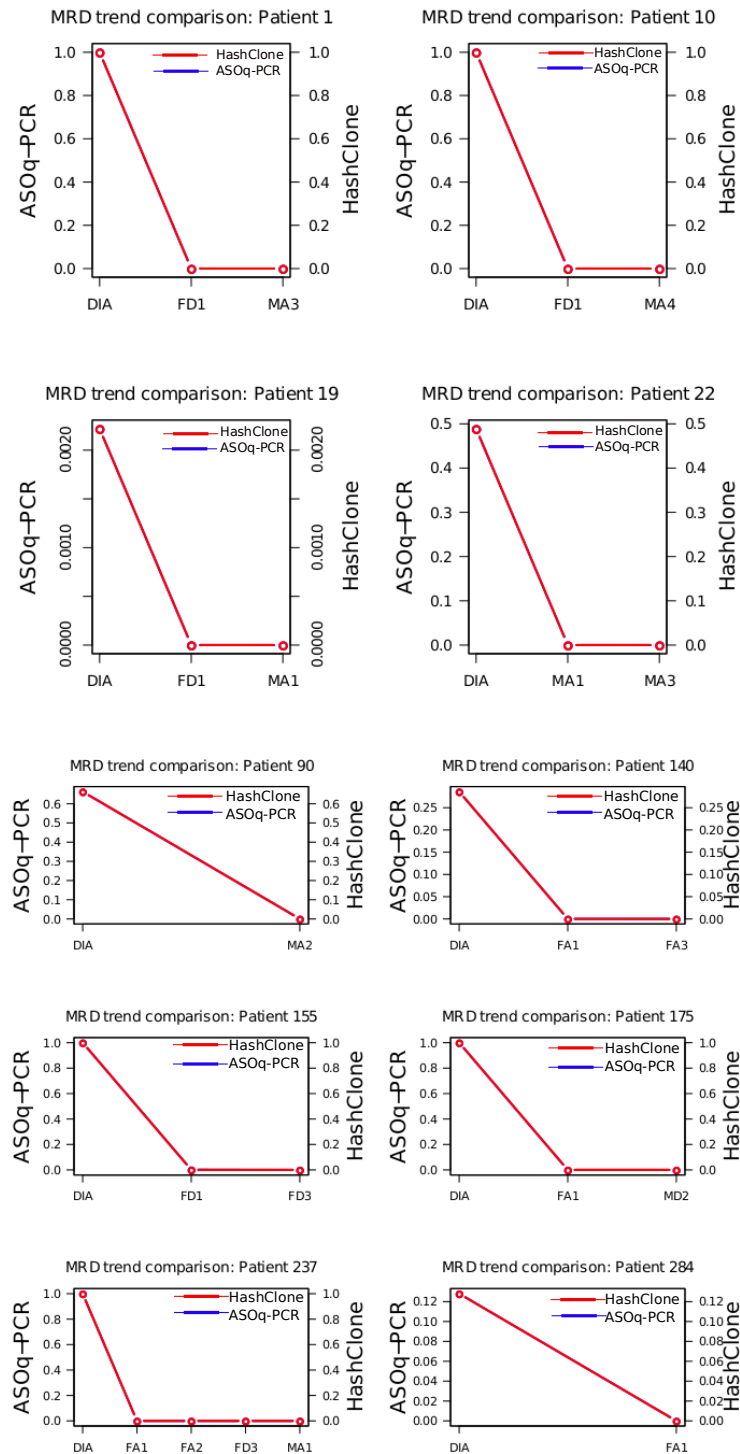 MRD trend comparison: Patient 1
HashClone
ASOq-PCR
1.0
0.8
0.6
0.4
0.2
0.0
ASOq−PCR
1.0
0.8
0.6
0.4
0.2
0.0
HashClone
DIA FD1 MA3
MRD trend comparison: Patient 10
HashClone
ASOq-PCR
1.0
0.8
0.6
0.4
0.2
0.0
ASOq−PCR
1.0
0.8
0.6
0.4
0.2
0.0
HashClone
DIA FD1 MA4
MRD trend comparison: Patient 19
HashClone
ASOq-PCR
0.0020
0.0010
0.0000
ASOq−PCR
0.0020
0.0010
0.0000
HashClone
DIA FD1 MA1
MRD trend comparison: Patient 22
HashClone
ASOq-PCR
0.5
0.4
0.3
0.2
0.1
0.0
ASOq−PCR
0.5
0.4
0.3
0.2
0.1
0.0
HashClone
DIA MA1 MA3
MRD trend comparison: Patient 90
HashClone
ASOq-PCR
0.6
0.5
0.4
0.3
0.2
0.1
0.0
ASOq−PCR
0.6
0.5
0.4
0.3
0.2
0.1
0.0
HashClone
DIA MA2
MRD trend comparison: Patient 140
HashClone
ASOq-PCR
0.25
0.20
0.15
0.10
0.05
0.00
ASOq−PCR
0.25
0.20
0.15
0.10
0.05
0.00
HashClone
DIA FA1 FA3
MRD trend comparison: Patient 155
HashClone
ASOq-PCR
1.0
0.8
0.6
0.4
0.2
0.0
ASOq−PCR
1.0
0.8
0.6
0.4
0.2
0.0
HashClone
DIA FD1 FD3
MRD trend comparison: Patient 175
HashClone
ASOq-PCR
1.0
0.8
0.6
0.4
0.2
0.0
ASOq−PCR
1.0
0.8
0.6
0.4
0.2
0.0
HashClone
DIA FA1 MD2
MRD trend comparison: Patient 237
HashClone
ASOq-PCR
1.0
0.8
0.6
0.4
0.2
0.0
ASOq−PCR
1.0
0.8
0.6
0.4
0.2
0.0
HashClone
DIA FA1 FA2 FD3 MA1
MRD trend comparison: Patient 284
HashClone
ASOq-PCR
0.12
0.10
0.08
0.06
0.04
0.02
0.00
ASOq−PCR
0.12
0.10
0.08
0.06
0.04
0.02
0.00
HashClone
DIA FA1